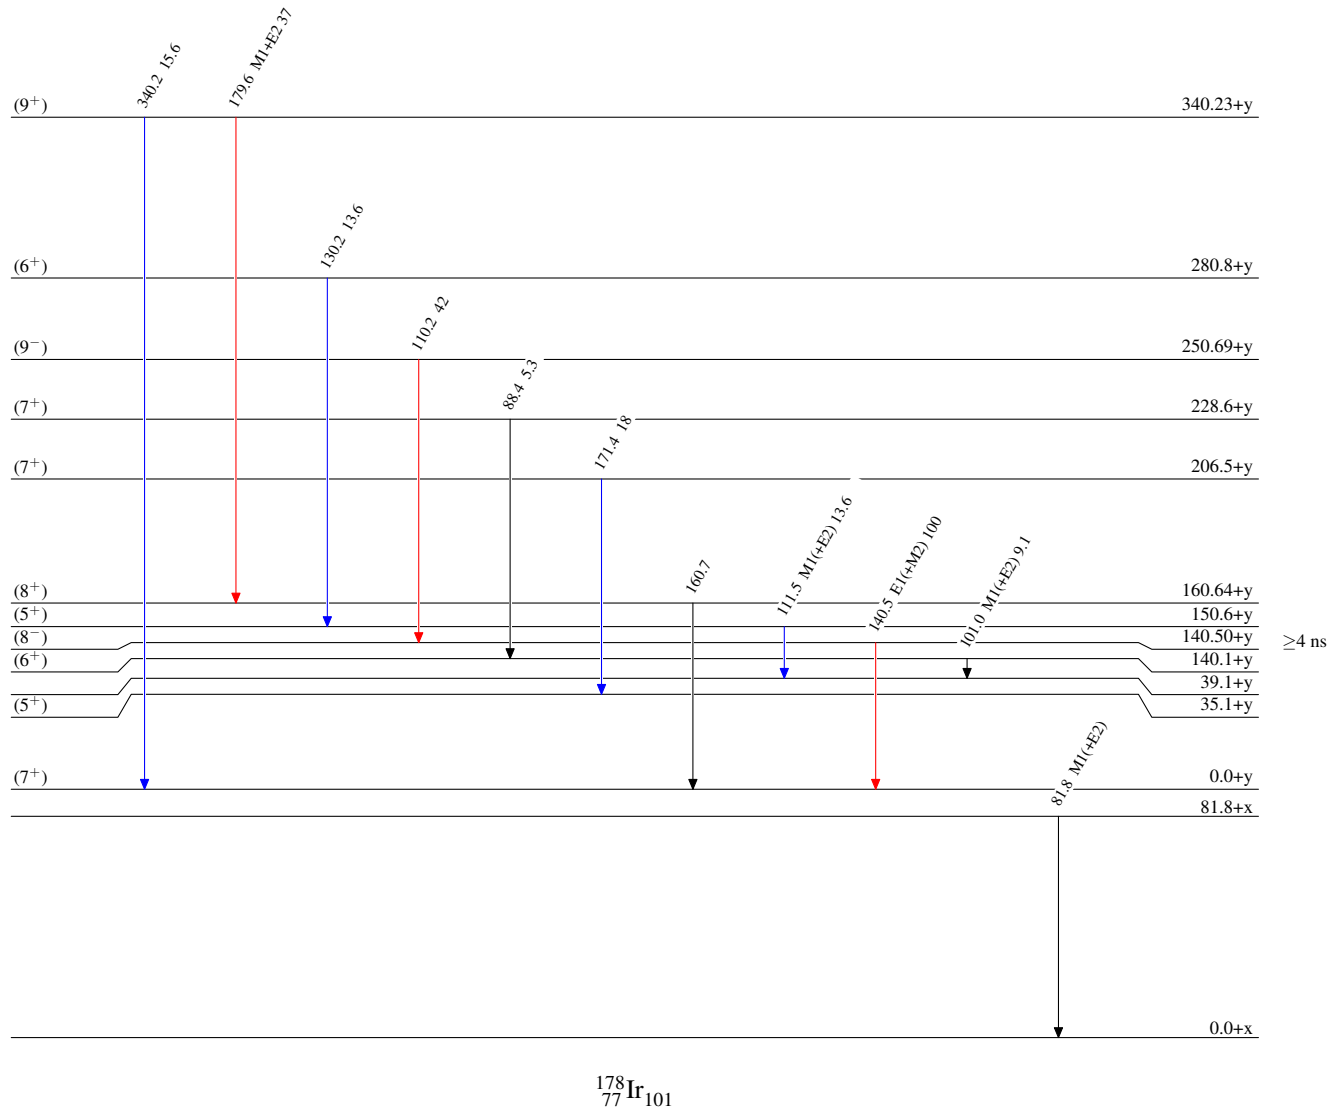 340.2 15.6
179.6 M1+E2 37
(9⁺) 340.23+y
130.2 13.6
(6⁺) 280.8+y
110.2 42
(9⁻) 250.69+y
88.4 5.3
(7⁺) 228.6+y
171.4 18
(7⁺) 206.5+y
160.7
111.5 M1(+E2) 13.6
140.5 E1(+M2) 100
101.0 M1(+E2) 9.1
(8⁺) 160.64+y
(5⁺) 150.6+y
(8⁻) 140.50+y ≥4 ns
(6⁺) 140.1+y
39.1+y
(5⁺) 35.1+y
(7⁺) 0.0+y
81.8 M1(+E2)
81.8+x
0.0+x
¹⁷⁸₇₇Ir₁₀₁